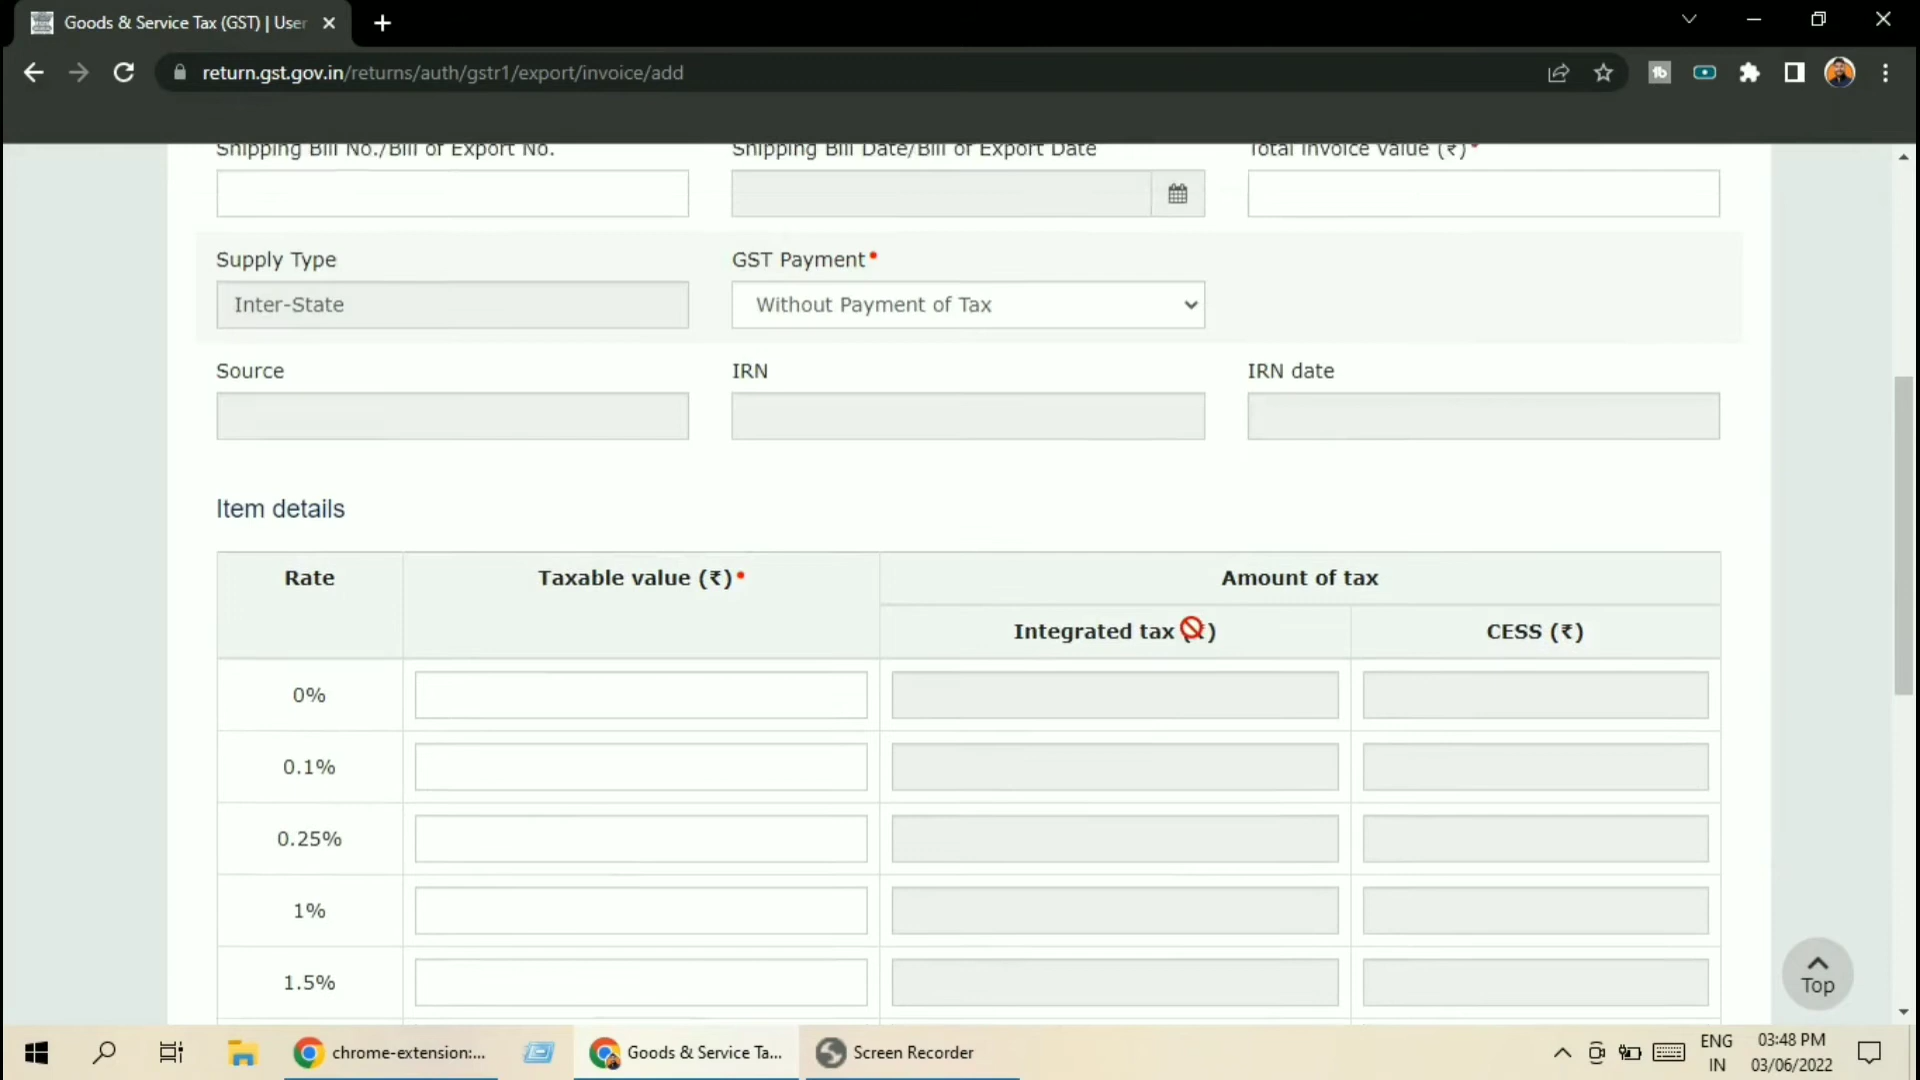 Goods & Service Tax (GST) | User
return.gst.gov.in/returns/auth/gstr1/export/invoice/add
Shipping Bill No./Bill of Export No.
Shipping Bill Date/Bill of Export Date
Total Invoice Value (₹)•
Supply Type
GST Payment•
Inter-State
Without Payment of Tax
Source
IRN
IRN date
Item details
Rate
Taxable value (₹)•
Amount of tax
Integrated tax (₹)
CESS (₹)
0%
0.1%
0.25%
1%
1.5%
Top
chrome-extension:...
Goods & Service Ta...
Screen Recorder
ENG
IN
03:48 PM
03/06/2022